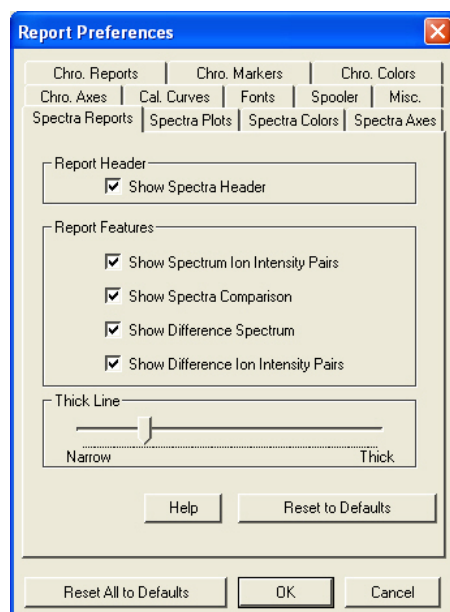 Report Preferences
Chro. Reports Chro. Markers Chro. Colors
Chro. Axes Cal. Curves Fonts Spooler Misc.
Spectra Reports Spectra Plots Spectra Colors Spectra Axes
Report Header
Show Spectra Header
Report Features
Show Spectrum Ion Intensity Pairs
Show Spectra Comparison
Show Difference Spectrum
Show Difference Ion Intensity Pairs
Thick Line
Narrow Thick
Help Reset to Defaults
Reset All to Defaults OK Cancel